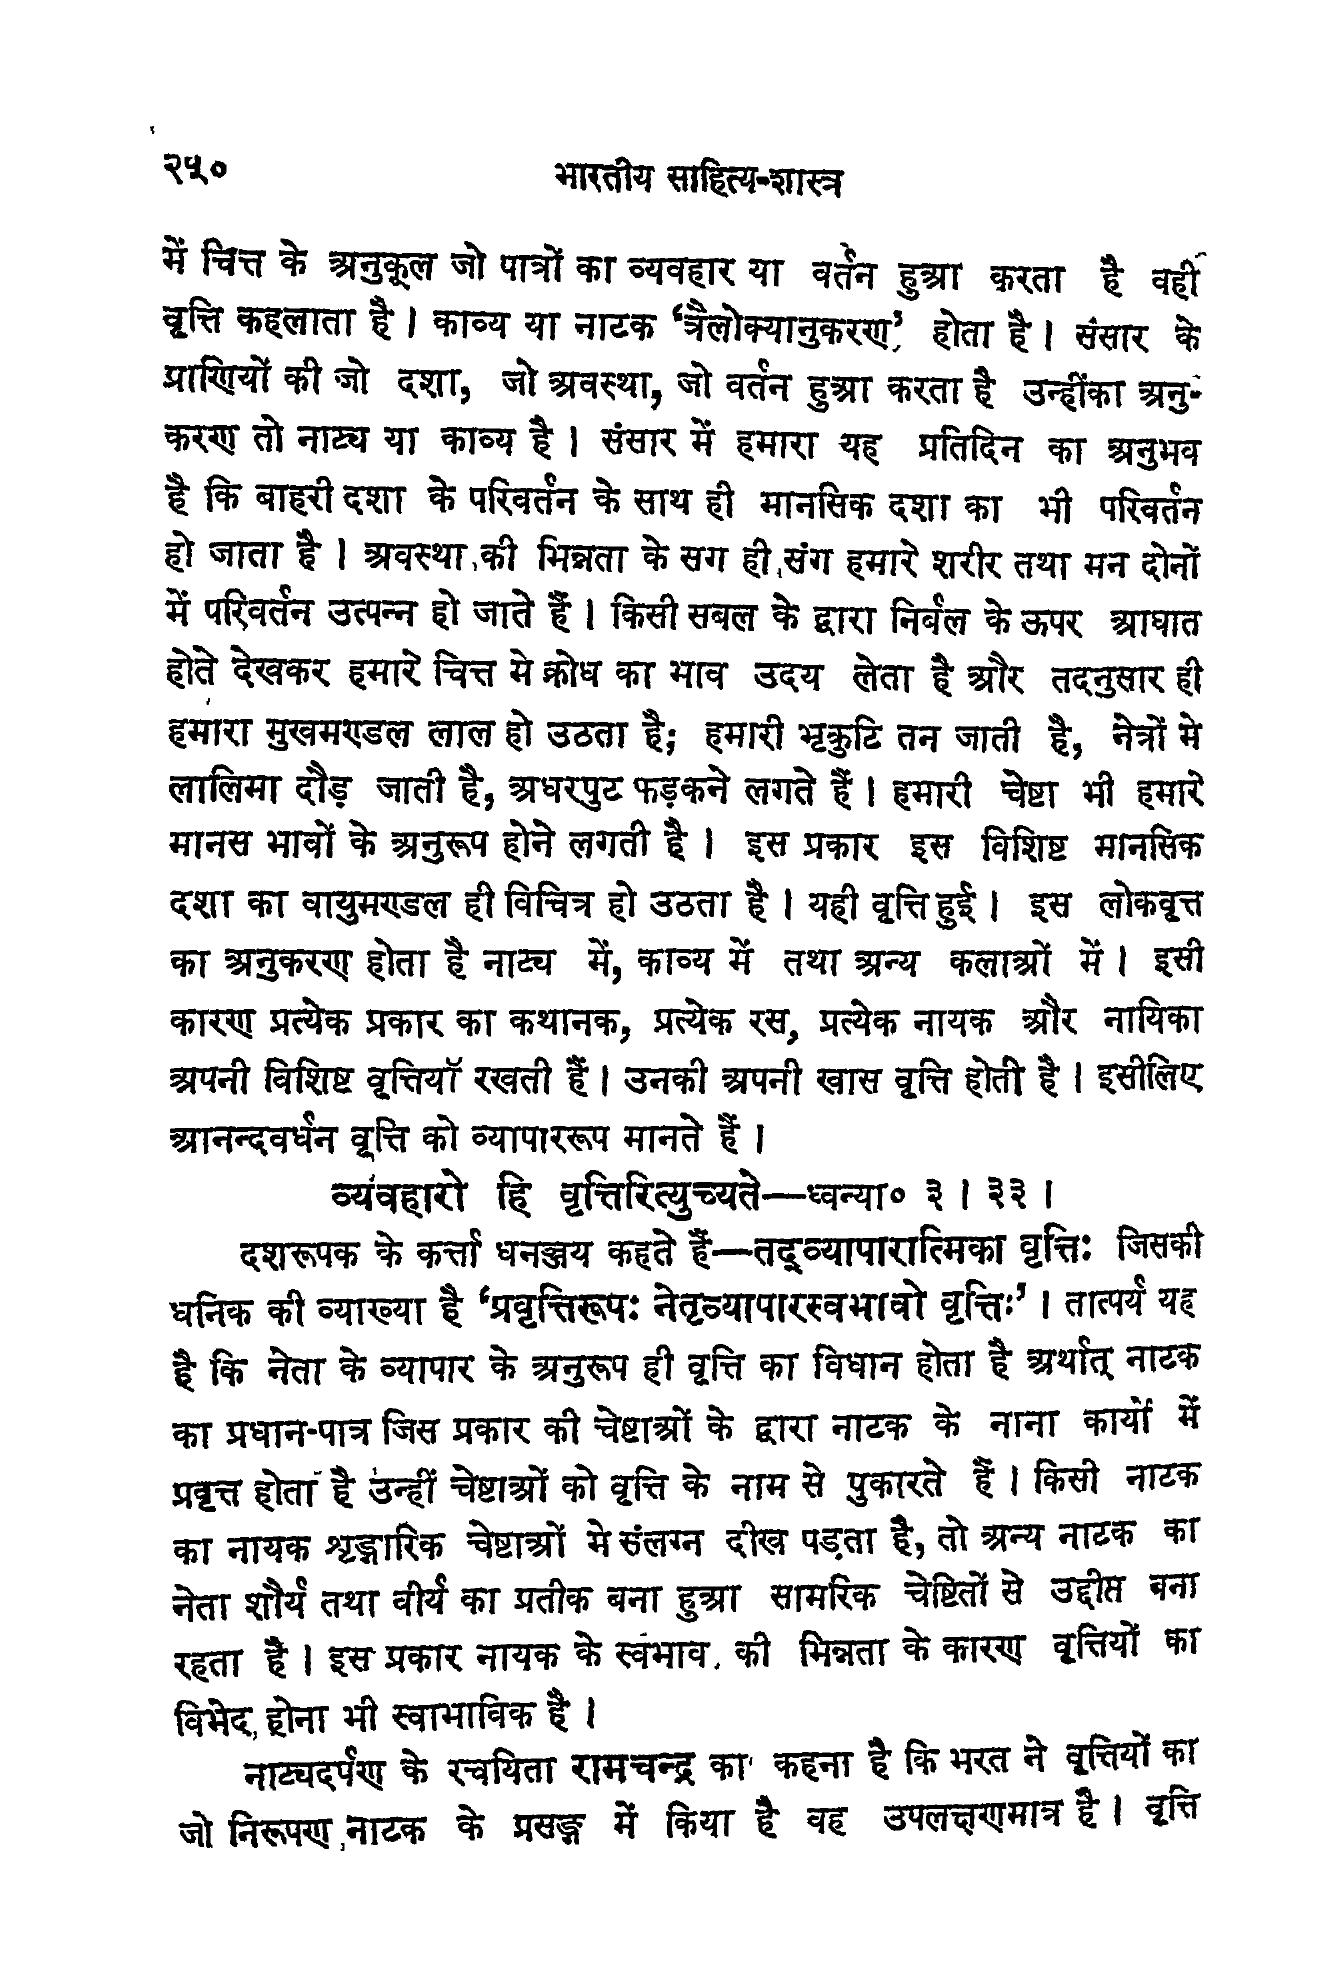 २५० भारतीय साहित्य-शास्त्र
में चित्त के अनुकूल जो पात्रों का व्यवहार या वर्तन हुआ करता है वही
वृत्ति कहलाता है । काव्य या नाटक ‘त्रैलोक्यानुकरण’ होता है । संसार के
प्राणियों की जो दशा, जो अवस्था, जो वर्तन हुआ करता है उन्हींका अनु-
करण तो नाट्य या काव्य है । संसार में हमारा यह प्रतिदिन का अनुभव
है कि बाहरी दशा के परिवर्तन के साथ ही मानसिक दशा का भी परिवर्तन
हो जाता है । अवस्था की भिन्नता के सग ही संग हमारे शरीर तथा मन दोनों
में परिवर्तन उत्पन्न हो जाते हैं । किसी सबल के द्वारा निर्बल के ऊपर आघात
होते देखकर हमारे चित्त मे क्रोध का भाव उदय लेता है और तदनुसार ही
हमारा मुखमण्डल लाल हो उठता है; हमारी भृकुटि तन जाती है, नेत्रों मे
लालिमा दौड़ जाती है, अधरपुट फड़कने लगते हैं । हमारी चेष्टा भी हमारे
मानस भावों के अनुरूप होने लगती है । इस प्रकार इस विशिष्ट मानसिक
दशा का वायुमण्डल ही विचित्र हो उठता है । यही वृत्ति हुई । इस लोकवृत्त
का अनुकरण होता है नाट्य में, काव्य में तथा अन्य कलाओं में । इसी
कारण प्रत्येक प्रकार का कथानक, प्रत्येक रस, प्रत्येक नायक और नायिका
अपनी विशिष्ट वृत्तियाँ रखती हैं । उनकी अपनी खास वृत्ति होती है । इसीलिए
आनन्दवर्धन वृत्ति को व्यापाररूप मानते हैं ।
व्यवहारो हि वृत्तिरित्युच्यते—ध्वन्या० ३ । ३३ ।
दशरूपक के कर्त्ता धनञ्जय कहते हैं—तद्व्यापारात्मिका वृत्तिः जिसकी
धनिक की व्याख्या है ‘प्रवृत्तिरूपः नेतृव्यापारस्वभावो वृत्तिः’ । तात्पर्य यह
है कि नेता के व्यापार के अनुरूप ही वृत्ति का विधान होता है अर्थात् नाटक
का प्रधान-पात्र जिस प्रकार की चेष्टाओं के द्वारा नाटक के नाना कार्यो में
प्रवृत्त होता है उन्हीं चेष्टाओं को वृत्ति के नाम से पुकारते हैं । किसी नाटक
का नायक शृङ्गारिक चेष्टाओं मे संलग्न दीख पड़ता है, तो अन्य नाटक का
नेता शौर्य तथा वीर्य का प्रतीक बना हुआ सामरिक चेष्टितों से उद्दीप्त बना
रहता है । इस प्रकार नायक के स्वभाव की भिन्नता के कारण वृत्तियों का
विभेद होना भी स्वाभाविक है ।
नाट्यदर्पण के रचयिता रामचन्द्र का कहना है कि भरत ने वृत्तियों का
जो निरूपण नाटक के प्रसङ्ग में किया है वह उपलक्षणमात्र है । वृत्ति